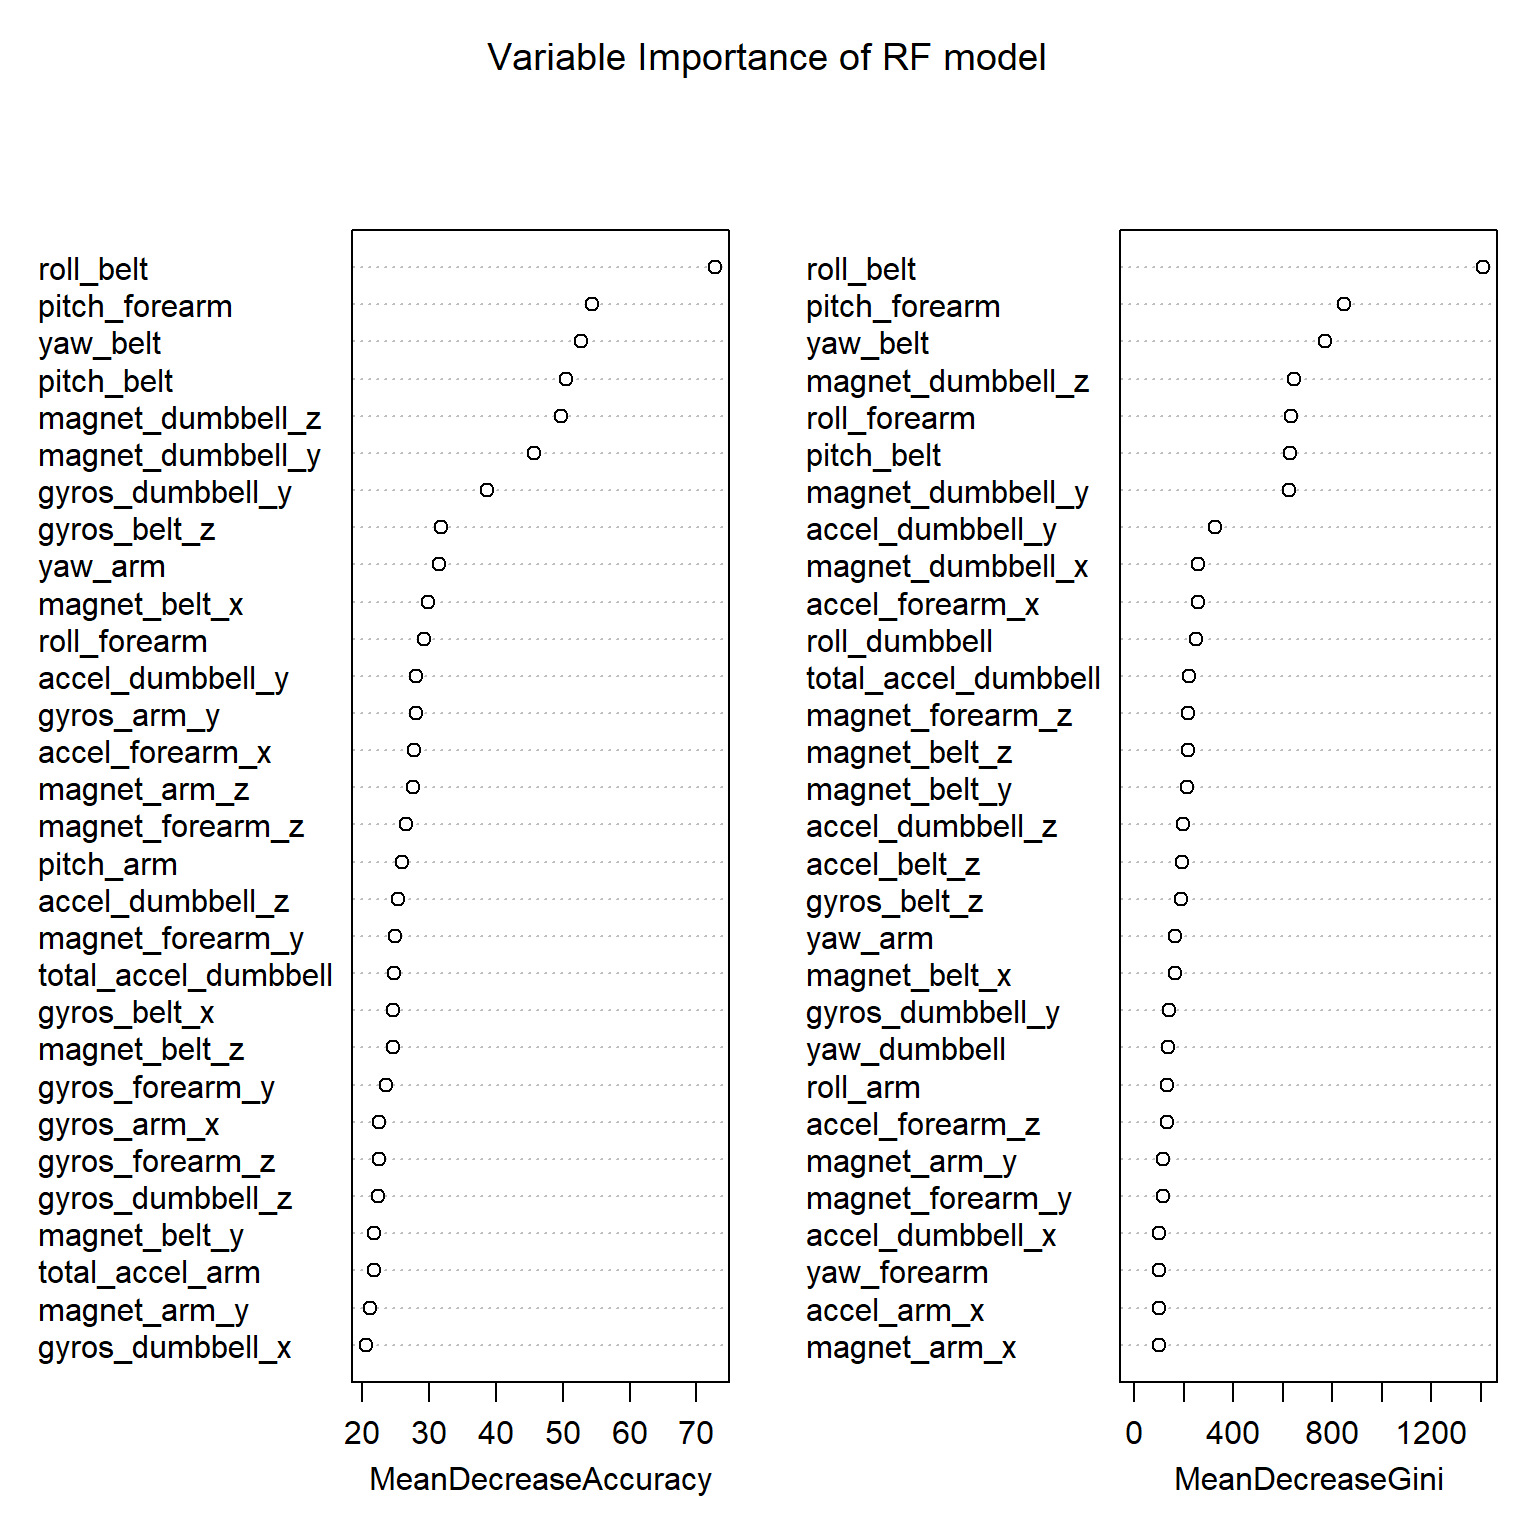 Variable Importance of RF model
roll_belt
pitch_forearm
yaw_belt
pitch_belt
magnet_dumbbell_z
magnet_dumbbell_y
gyros_dumbbell_y
gyros_belt_z
yaw_arm
magnet_belt_x
roll_forearm
accel_dumbbell_y
gyros_arm_y
accel_forearm_x
magnet_arm_z
magnet_forearm_z
pitch_arm
accel_dumbbell_z
magnet_forearm_y
total_accel_dumbbell
gyros_belt_x
magnet_belt_z
gyros_forearm_y
gyros_arm_x
gyros_forearm_z
gyros_dumbbell_z
magnet_belt_y
total_accel_arm
magnet_arm_y
gyros_dumbbell_x
20 30 40 50 60 70
MeanDecreaseAccuracy
roll_belt
pitch_forearm
yaw_belt
magnet_dumbbell_z
roll_forearm
pitch_belt
magnet_dumbbell_y
accel_dumbbell_y
magnet_dumbbell_x
accel_forearm_x
roll_dumbbell
total_accel_dumbbell
magnet_forearm_z
magnet_belt_z
magnet_belt_y
accel_dumbbell_z
accel_belt_z
gyros_belt_z
yaw_arm
magnet_belt_x
gyros_dumbbell_y
yaw_dumbbell
roll_arm
accel_forearm_z
magnet_arm_y
magnet_forearm_y
accel_dumbbell_x
yaw_forearm
accel_arm_x
magnet_arm_x
0 400 800 1200
MeanDecreaseGini